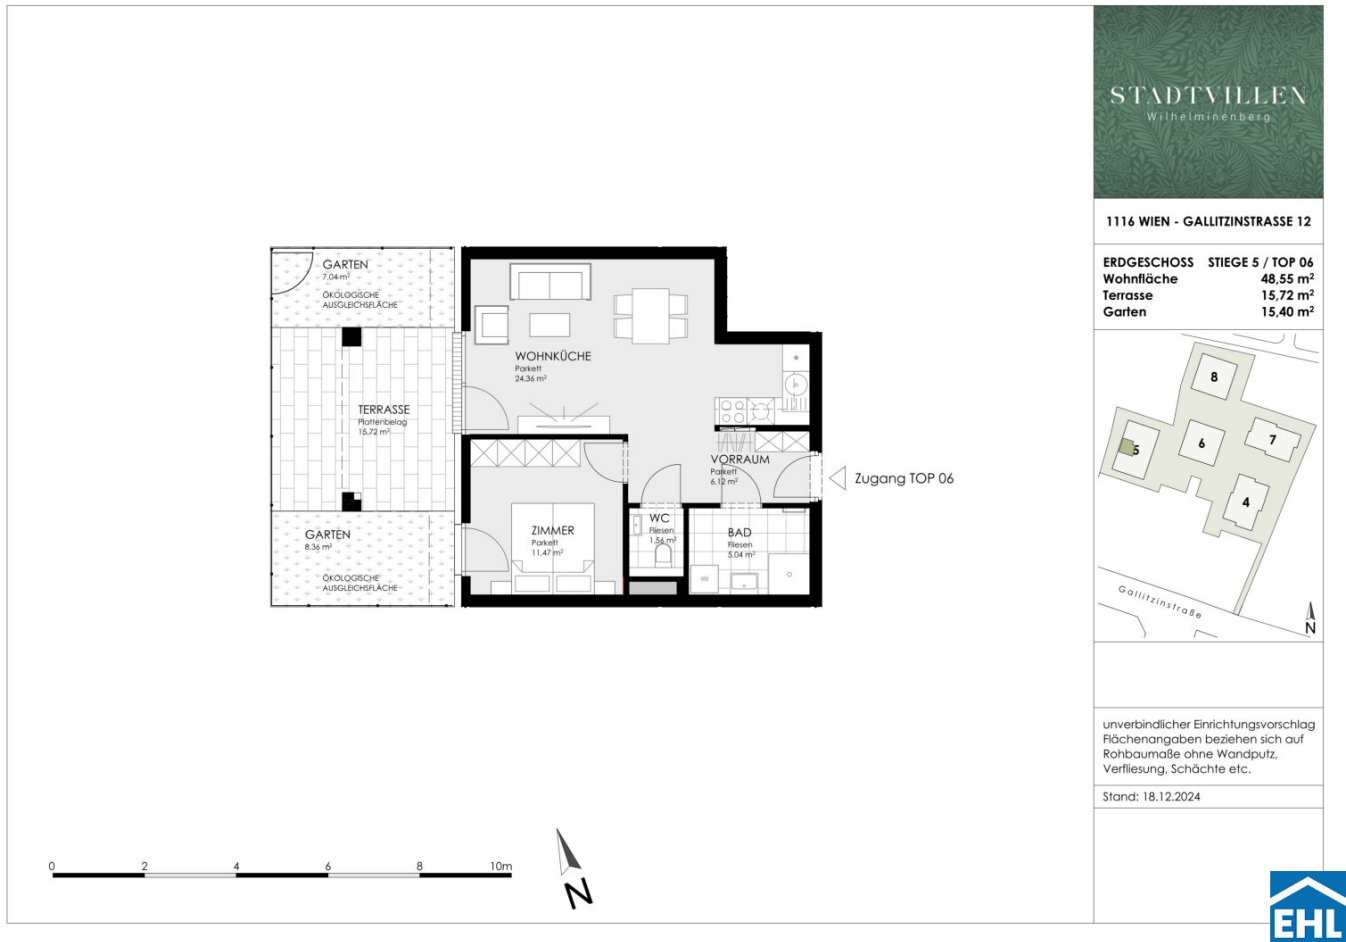 STADTVILLEN
Wilhelminenberg
1116 WIEN - GALLITZINSTRASSE 12
ERDGESCHOSS STIEGE 5 / TOP 06
Wohnfläche 48,55 m²
Terrasse 15,72 m²
Garten 15,40 m²
8
5
6
7
4
Gallitzinstraße
N
unverbindlicher Einrichtungsvorschlag
Flächenangaben beziehen sich auf
Rohbaumaße ohne Wandputz,
Verfliesung, Schächte etc.
Stand: 18.12.2024
EHL
GARTEN
7,04 m²
ÖKOLOGISCHE
AUSGLEICHSFLÄCHE
WOHNKÜCHE
Parkett
24,36 m²
TERRASSE
Plattenbelag
15,72 m²
VORRAUM
Parkett
6,12 m²
Zugang TOP 06
GARTEN
8,36 m²
ÖKOLOGISCHE
AUSGLEICHSFLÄCHE
ZIMMER
Parkett
11,47 m²
WC
Fliesen
1,56 m²
BAD
Fliesen
5,04 m²
0 2 4 6 8 10m
N